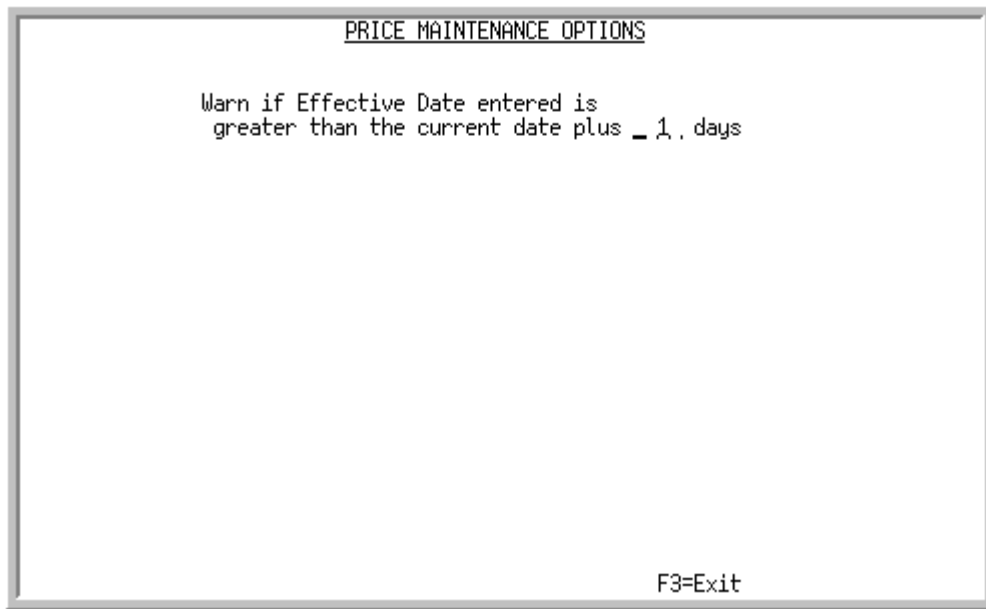 PRICE MAINTENANCE OPTIONS
Warn if Effective Date entered is
greater than the current date plus _ 1 . days
F3=Exit